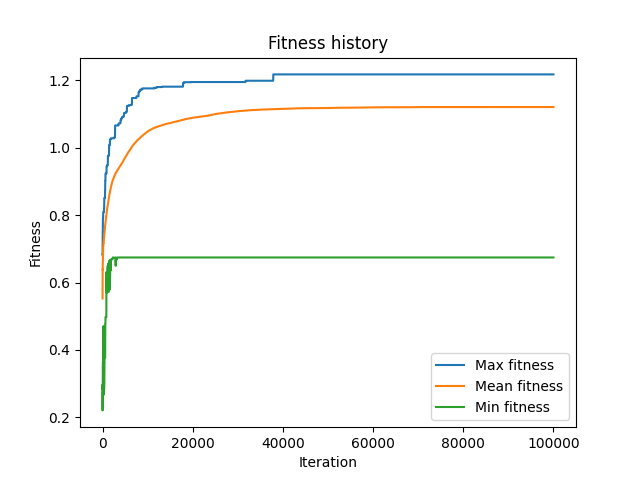 Fitness history
1.2
1.0
0.8
0.6
0.4
0.2
Fitness
0 20000 40000 60000 80000 100000
Iteration
Max fitness
Mean fitness
Min fitness